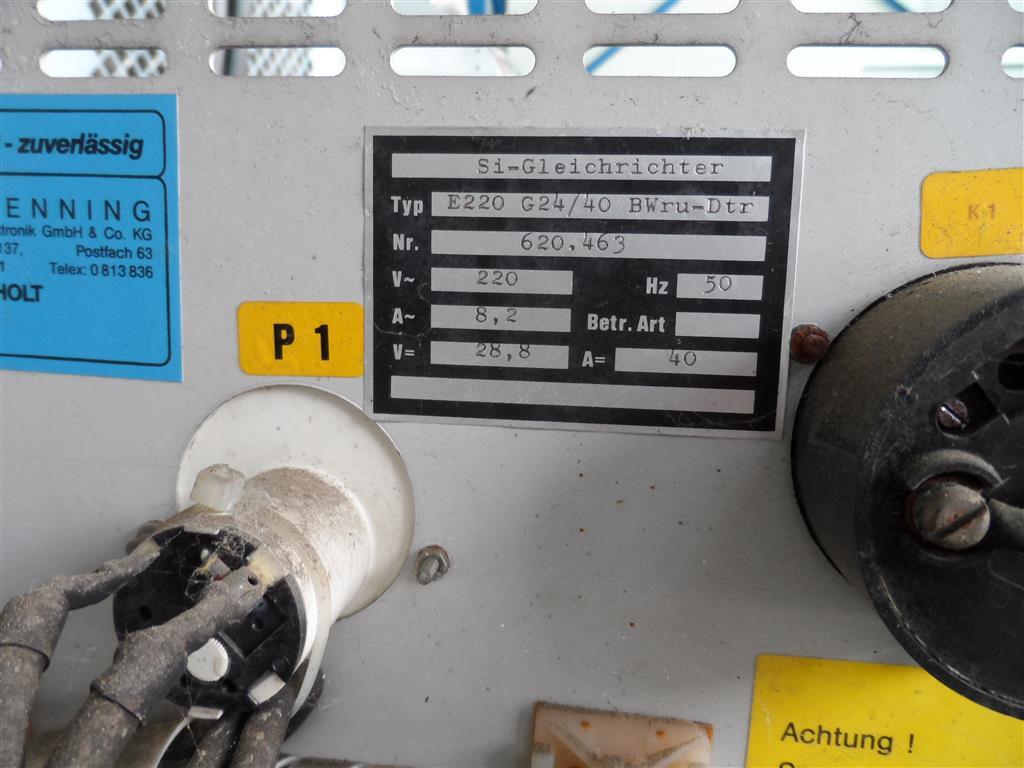 - zuverlässig
ENNING
tronik GmbH & Co. KG
137, Postfach 63
1 Telex: 0 813 836
HOLT
P 1
Si-Gleichrichter
Typ E220 G24/40 BWru-Dtr
Nr. 620.463
V~ 220 Hz 50
A~ 8,2 Betr. Art
V= 28,8 A= 40
K1
Achtung !